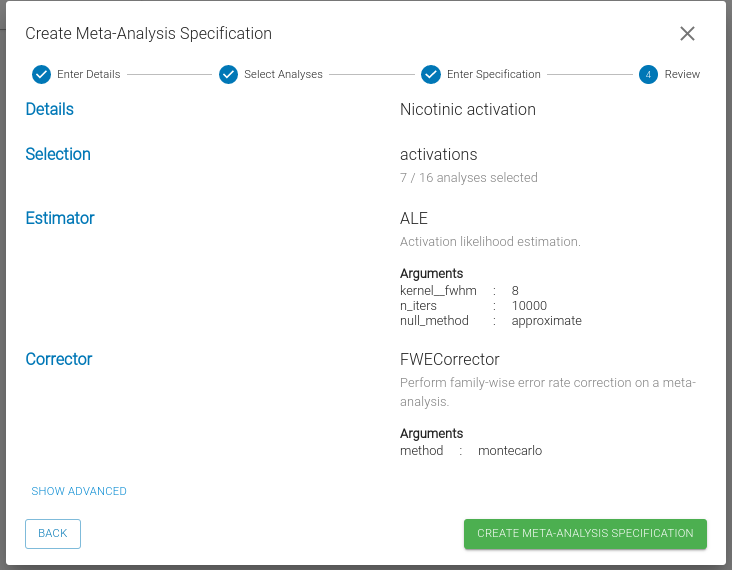 Create Meta-Analysis Specification
Enter Details
Select Analyses
Enter Specification
4 Review
Details
Nicotinic activation
Selection
activations
7 / 16 analyses selected
Estimator
ALE
Activation likelihood estimation.
Arguments
kernel__fwhm : 8
n_iters : 10000
null_method : approximate
Corrector
FWECorrector
Perform family-wise error rate correction on a meta-
analysis.
Arguments
method : montecarlo
SHOW ADVANCED
BACK
CREATE META-ANALYSIS SPECIFICATION